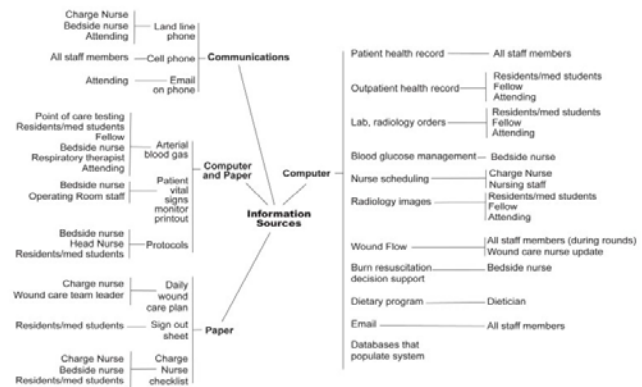 Charge Nurse
Bedside nurse
Attending
Land line
phone
Communications
All staff members
Cell phone
Attending
Email
on phone
Point of care testing
Residents/med students
Fellow
Bedside nurse
Respiratory therapist
Attending
Arterial
blood gas
Computer
and Paper
Bedside nurse
Operating Room staff
Patient
vital
signs
monitor
printout
Bedside nurse
Head Nurse
Residents/med students
Protocols
Information
Sources
Charge nurse
Wound care team leader
Daily
wound
care plan
Paper
Residents/med students
Sign out
sheet
Charge Nurse
Bedside nurse
Residents/med students
Charge
Nurse
checklist
Computer
Patient health record
All staff members
Outpatient health record
Residents/med students
Fellow
Attending
Lab, radiology orders
Residents/med students
Fellow
Attending
Blood glucose management
Bedside nurse
Nurse scheduling
Charge Nurse
Nursing staff
Radiology images
Residents/med students
Fellow
Attending
Wound Flow
All staff members (during rounds)
Wound care nurse update
Burn resuscitation
decision support
Bedside nurse
Dietary program
Dietician
Email
All staff members
Databases that
populate system